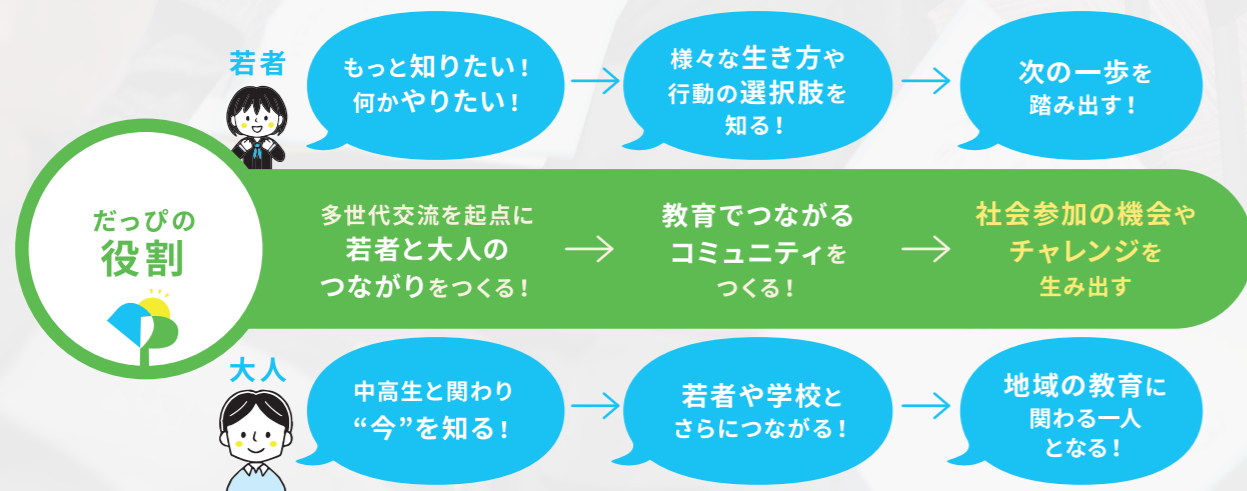 若者
もっと知りたい！
何かやりたい！
様々な生き方や
行動の選択肢を
知る！
次の一歩を
踏み出す！
だっぴの
役割
多世代交流を起点に
若者と大人の
つながりをつくる！
教育でつながる
コミュニティを
つくる！
社会参加の機会や
チャレンジを
生み出す
大人
中高生と関わり
“今”を知る！
若者や学校と
さらにつながる！
地域の教育に
関わる一人
となる！